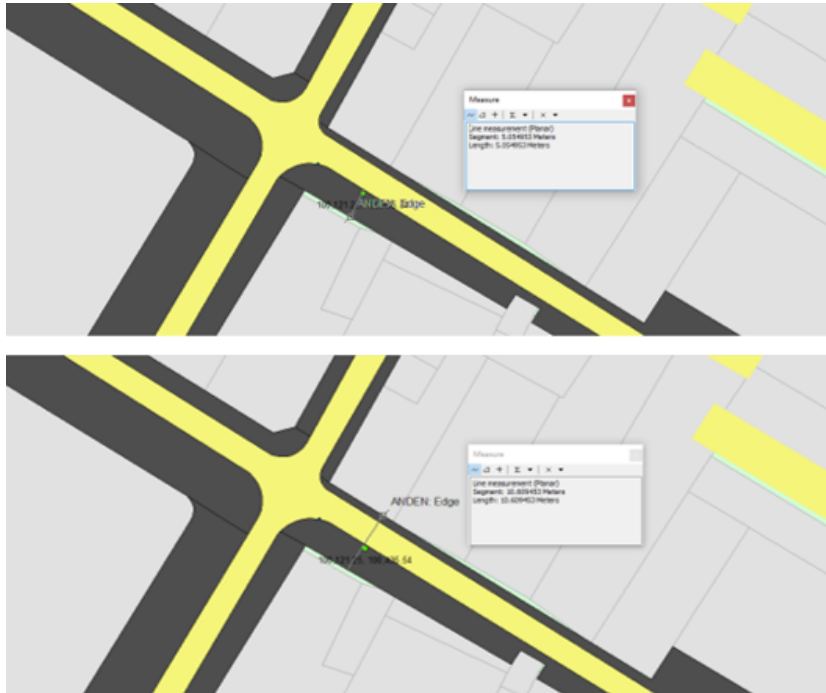 Measure
Line measurement (Planar)
Segment: 5.054953 Meters
Length: 5.054953 Meters
ANDEN: Edge
Measure
Line measurement (Planar)
Segment: 10.609453 Meters
Length: 10.609453 Meters
ANDEN: Edge